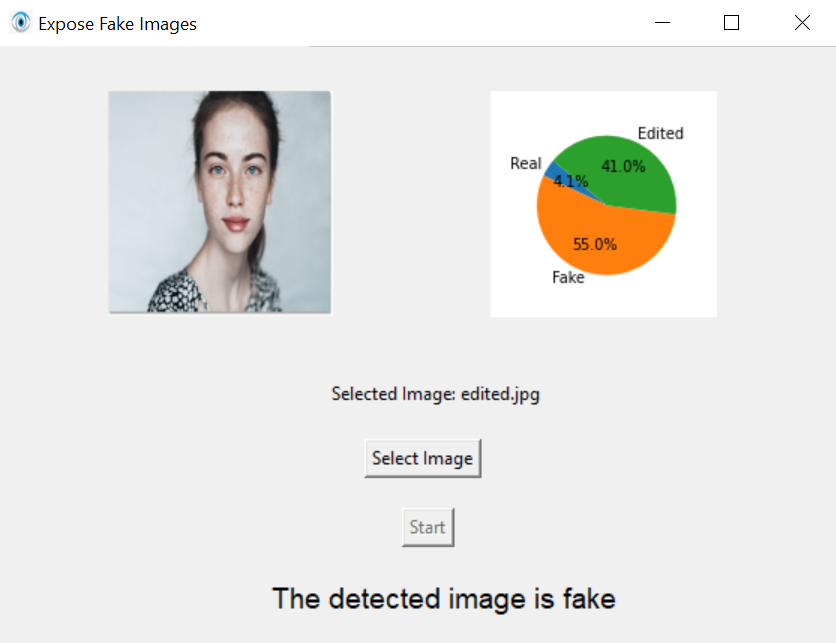 Expose Fake Images
Edited
Real
41.0%
4.1%
55.0%
Fake
Selected Image: edited.jpg
Select Image
Start
The detected image is fake